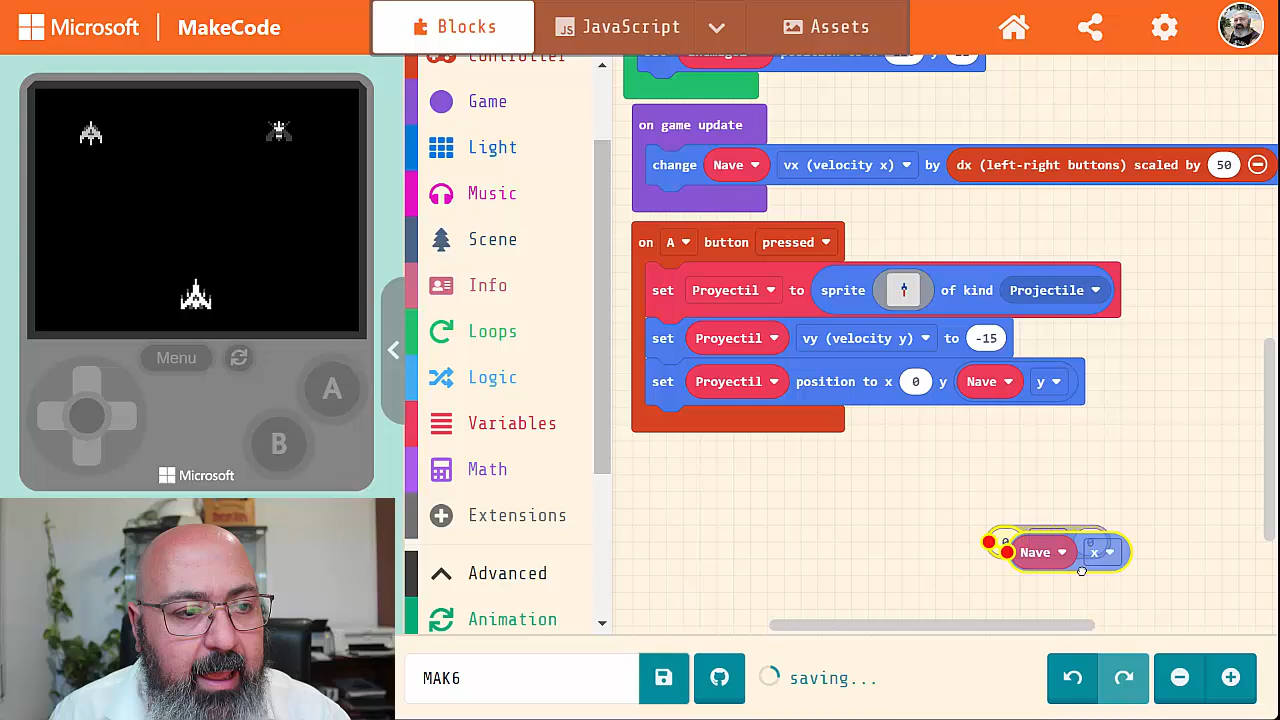 Microsoft
MakeCode
Blocks
JavaScript
Assets
Controller
Game
Light
Music
Scene
Info
Loops
Logic
Variables
Math
Extensions
Advanced
Animation
on game update
change Nave vx (velocity x) by dx (left-right buttons) scaled by 50
on A button pressed
set Proyectil to sprite of kind Projectile
set Proyectil vy (velocity y) to -15
set Proyectil position to x 0 y Nave y
0 0
Nave x
Menu
A
B
Microsoft
MAK6
saving...